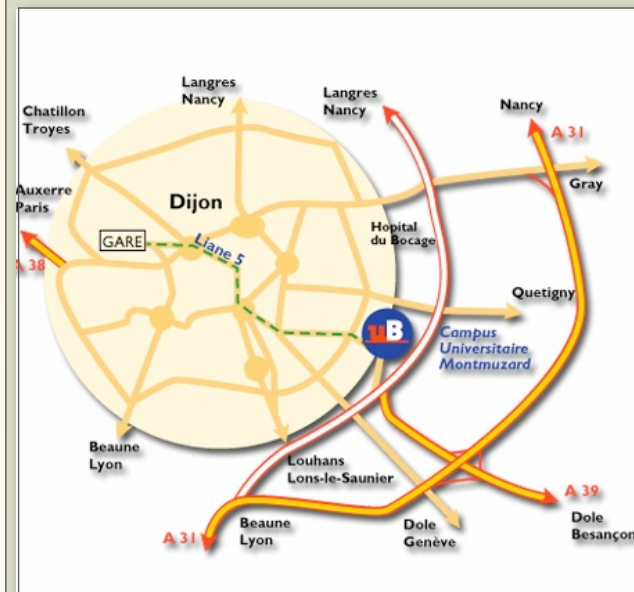 Langres
Nancy
Langres
Nancy
Nancy
Chatillon
Troyes
A 31
Auxerre
Paris
Gray
Dijon
GARE
Liane 5
Hopital
du Bocage
A 38
Quetigny
uB
Campus
Universitaire
Montmuzard
Beaune
Lyon
Louhans
Lons-le-Saunier
A 39
Beaune
Lyon
Dole
Genève
Dole
Besançon
A 31